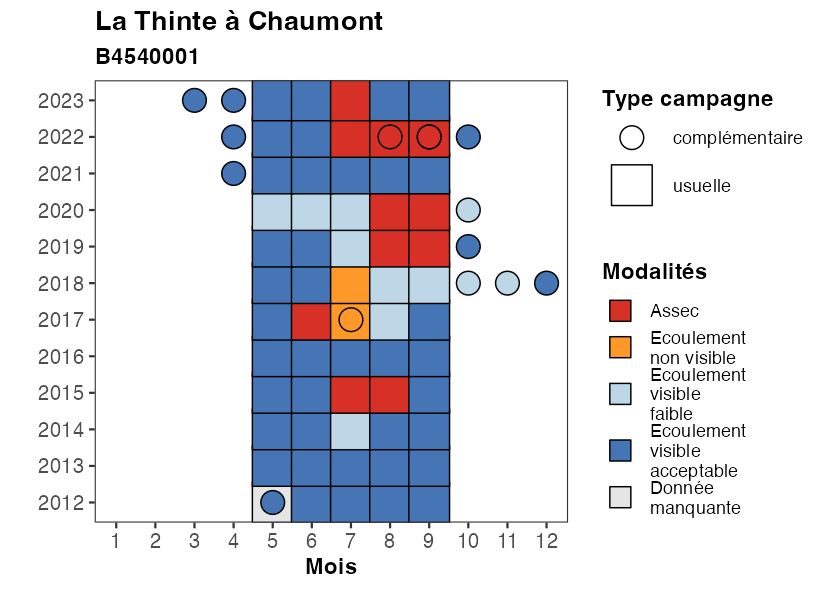 La Thinte à Chaumont
B4540001
2023
2022
2021
2020
2019
2018
2017
2016
2015
2014
2013
2012
1 2 3 4 5 6 7 8 9 10 11 12
Mois
Type campagne
complémentaire
usuelle
Modalités
Assec
Ecoulement
non visible
Ecoulement
visible
faible
Ecoulement
visible
acceptable
Donnée
manquante